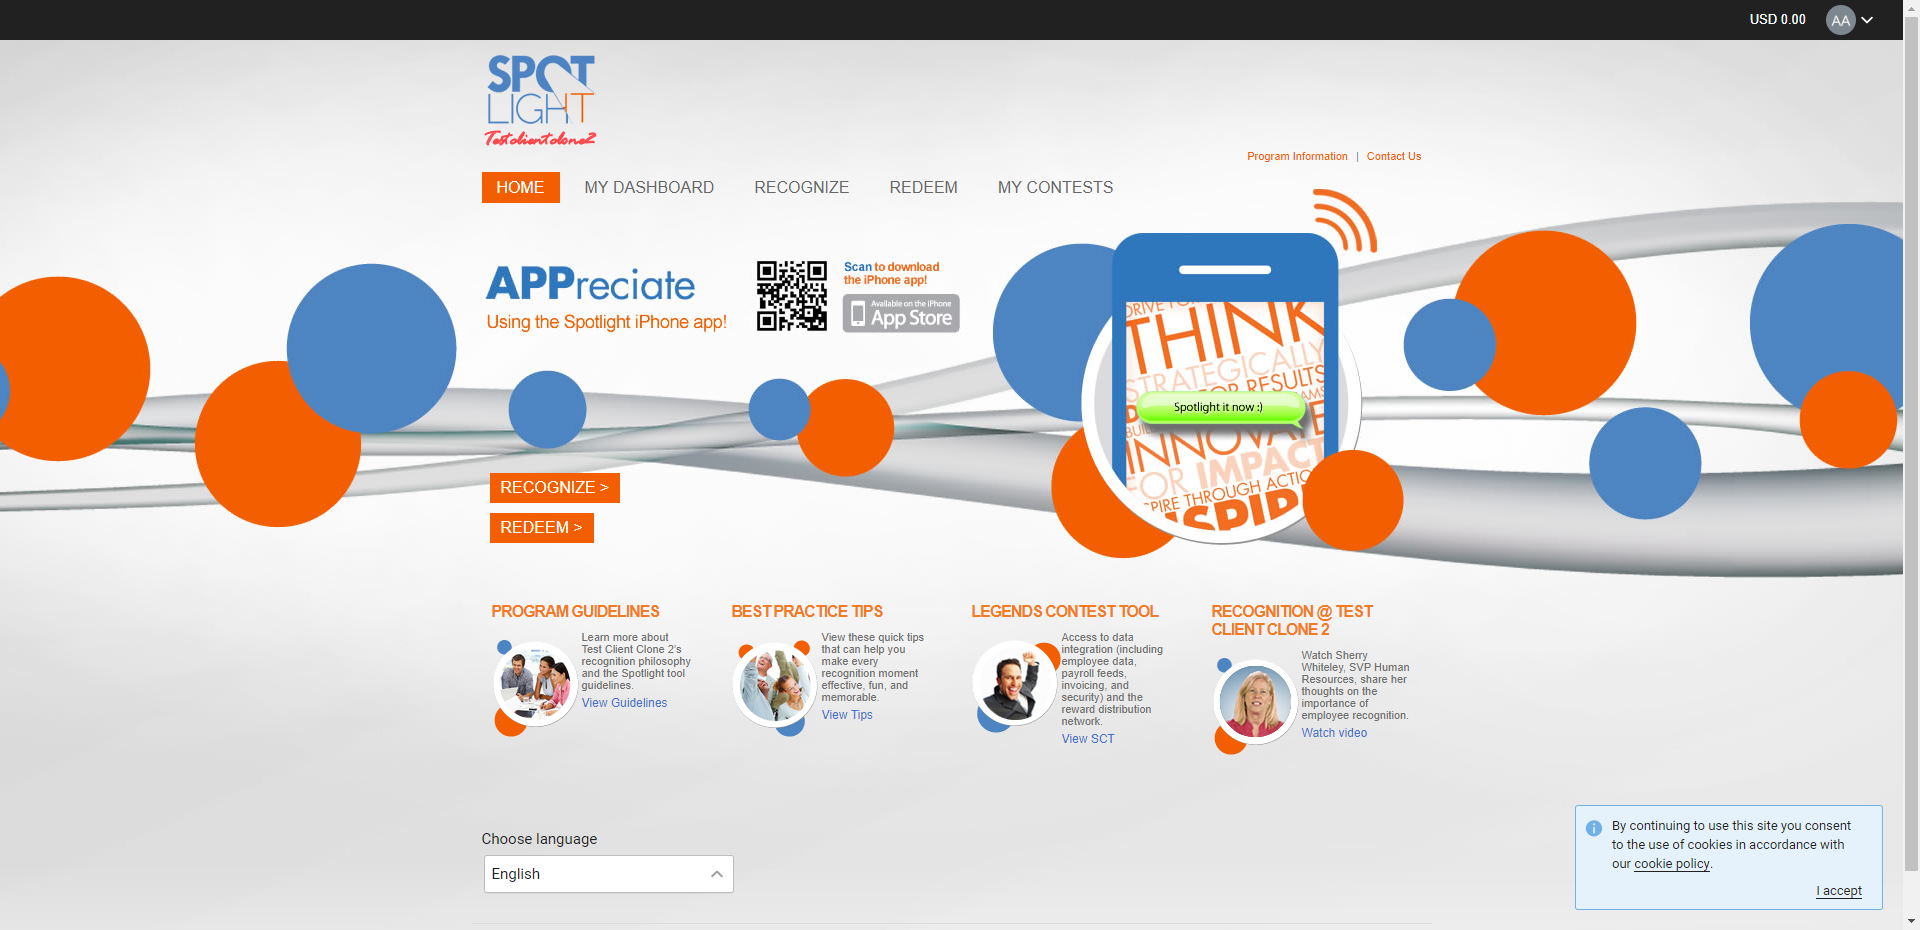 USD 0.00
AA
SPOT
LIGHT
Testclientclone2
Program Information | Contact Us
HOME
MY DASHBOARD
RECOGNIZE
REDEEM
MY CONTESTS
APPreciate
Using the Spotlight iPhone app!
Scan to download
the iPhone app!
Available on the iPhone
App Store
THINK
STRATEGICALLY
FOR RESULTS
Spotlight it now :)
INNOVATE
FOR IMPACT
THROUGH ACTIO
RECOGNIZE >
REDEEM >
PROGRAM GUIDELINES
Learn more about
Test Client Clone 2's
recognition philosophy
and the Spotlight tool
guidelines.
View Guidelines
BEST PRACTICE TIPS
View these quick tips
that can help you
make every
recognition moment
effective, fun, and
memorable.
View Tips
LEGENDS CONTEST TOOL
Access to data
integration (including
employee data,
payroll feeds,
invoicing, and
security) and the
reward distribution
network.
View SCT
RECOGNITION @ TEST
CLIENT CLONE 2
Watch Sherry
Whiteley, SVP Human
Resources, share her
thoughts on the
importance of
employee recognition.
Watch video
Choose language
English
By continuing to use this site you consent
to the use of cookies in accordance with
our cookie policy.
I accept